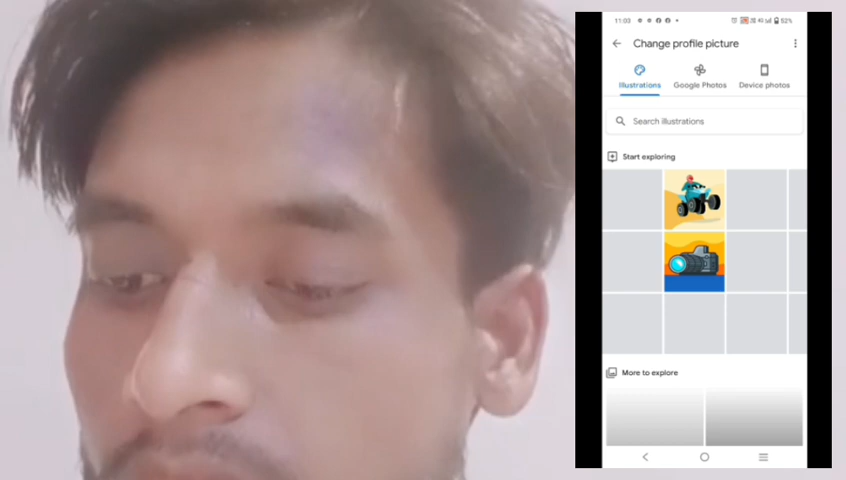 11:03
52%
Change profile picture
Illustrations
Google Photos
Device photos
Search illustrations
Start exploring
More to explore